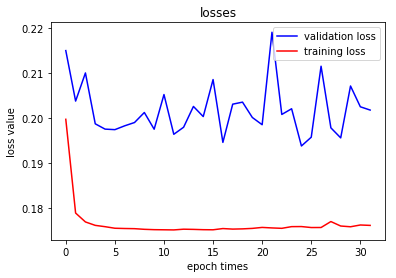 losses
validation loss
training loss
loss value
0.22
0.21
0.20
0.19
0.18
0 5 10 15 20 25 30
epoch times